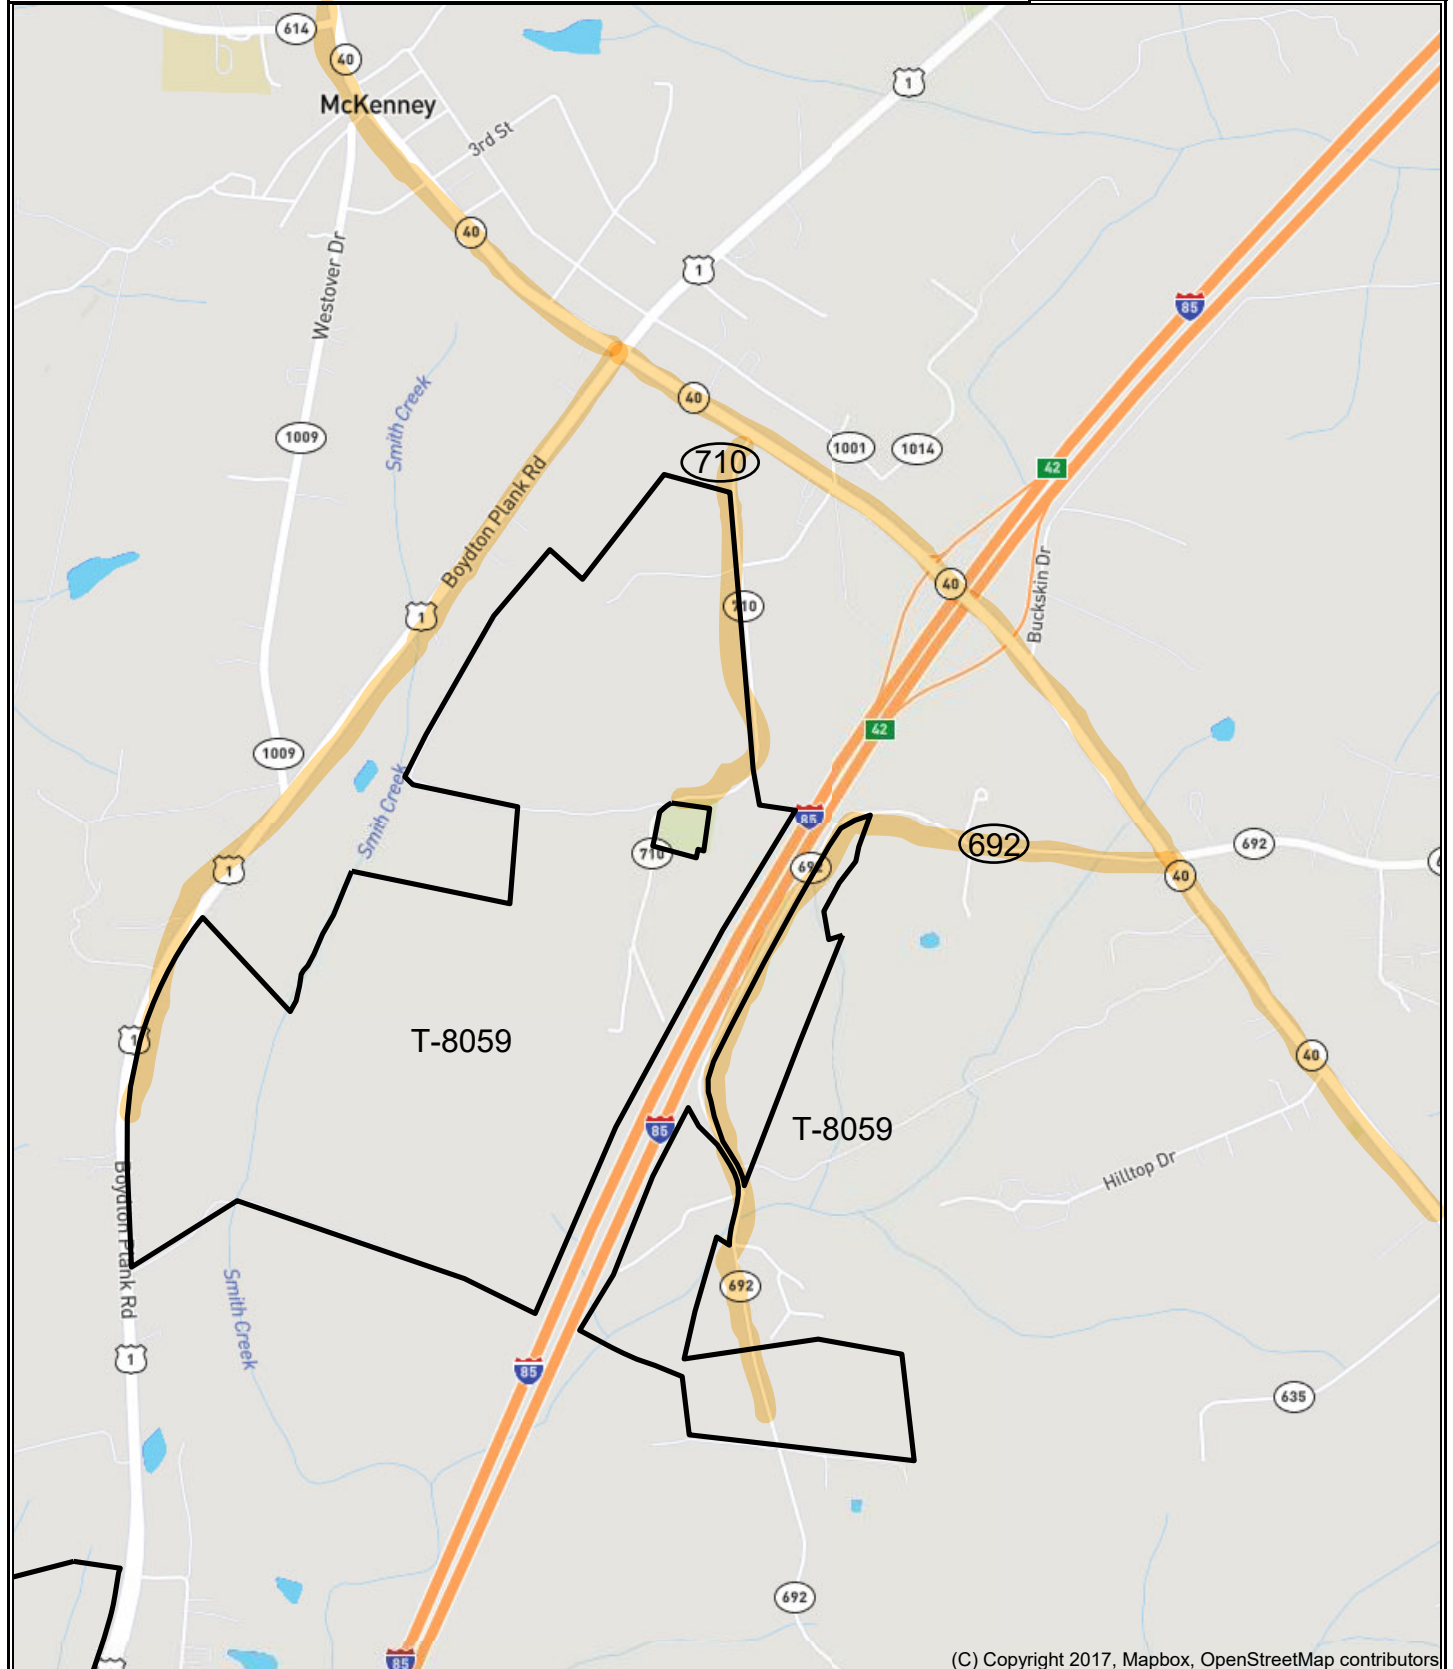 614
40
McKenney
1
3rd St
40
Westover Dr
1
85
Smith Creek
40
1009
1001
1014
710
42
Boydton Plank Rd
40
Buckskin Dr
710
1
42
1009
Smith Creek
85
692
692
710
692
1
40
T-8059
1
40
85
T-8059
Hilltop Dr
Boydton Plank Rd
Smith Creek
692
1
85
635
692
85
(C) Copyright 2017, Mapbox, OpenStreetMap contributors